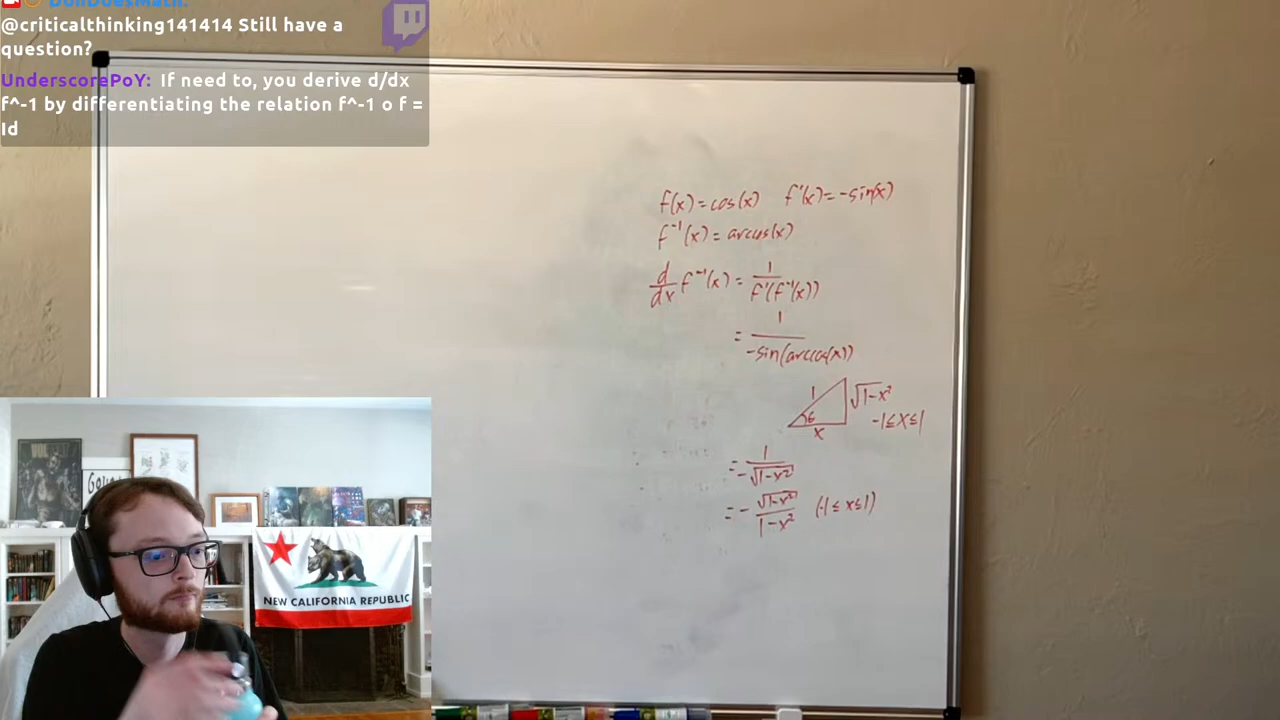 DonDoesMath:
@criticalthinking141414 Still have a
question?
UnderscorePoY: If need to, you derive d/dx
f^-1 by differentiating the relation f^-1 o f =
Id
f(x)=cos(x) f'(x)=-sin(x)
f⁻¹(x)=arccos(x)
d/dx f⁻¹(x)= 1/f'(f⁻¹(x))
= 1/-sin(arccos(x))
1 √1-x²
θ -1≤x≤1
x
= 1/-√1-x²
= - √1-x²/1-x² (-1≤x≤1)
NEW CALIFORNIA REPUBLIC